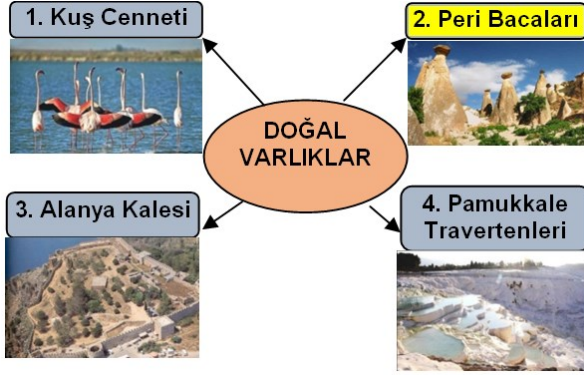 1. Kuş Cenneti
2. Peri Bacaları
DOĞAL
VARLIKLAR
3. Alanya Kalesi
4. Pamukkale
Travertenleri